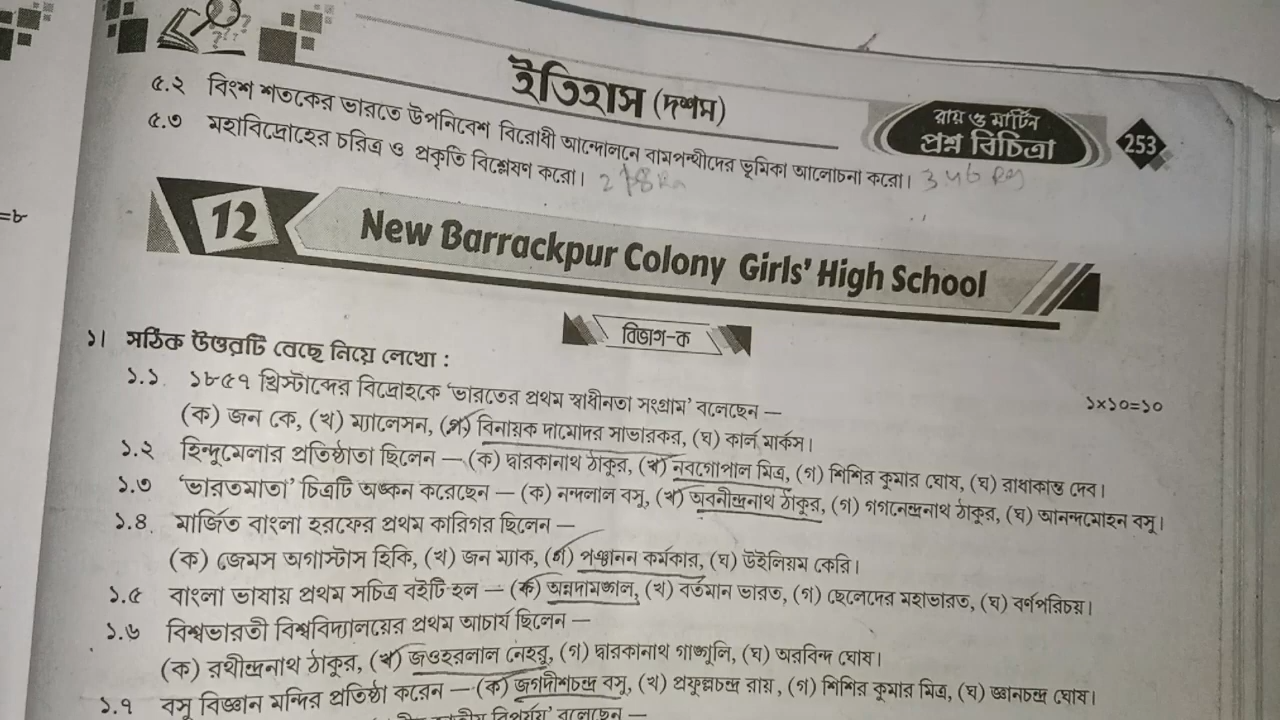 ইতিহাস (দশম)
রায় ও মার্টিন
প্রশ্ন বিচিত্রা
253
৫.২ বিংশ শতকের ভারতে উপনিবেশ বিরোধী আন্দোলনে বামপন্থীদের ভূমিকা আলোচনা করো।
৫.৩ মহাবিদ্রোহের চরিত্র ও প্রকৃতি বিশ্লেষণ করো।
=৮
12 New Barrackpur Colony Girls' High School
বিভাগ-ক
১। সঠিক উত্তরটি বেছে নিয়ে লেখো :
১×১০=১০
১.১. ১৮৫৭ খ্রিস্টাব্দের বিদ্রোহকে 'ভারতের প্রথম স্বাধীনতা সংগ্রাম' বলেছেন —
(ক) জন কে, (খ) ম্যালেসন, (গ) বিনায়ক দামোদর সাভারকর, (ঘ) কার্ল মার্কস।
১.২ হিন্দুমেলার প্রতিষ্ঠাতা ছিলেন — (ক) দ্বারকানাথ ঠাকুর, (খ) নবগোপাল মিত্র, (গ) শিশির কুমার ঘোষ, (ঘ) রাধাকান্ত দেব।
১.৩ 'ভারতমাতা' চিত্রটি অঙ্কন করেছেন — (ক) নন্দলাল বসু, (খ) অবনীন্দ্রনাথ ঠাকুর, (গ) গগনেন্দ্রনাথ ঠাকুর, (ঘ) আনন্দমোহন বসু।
১.৪. মার্জিত বাংলা হরফের প্রথম কারিগর ছিলেন —
(ক) জেমস অগাস্টাস হিকি, (খ) জন ম্যাক, (গ) পঞ্চানন কর্মকার, (ঘ) উইলিয়ম কেরি।
১.৫ বাংলা ভাষায় প্রথম সচিত্র বইটি হল — (ক) অন্নদামঙ্গল, (খ) বর্তমান ভারত, (গ) ছেলেদের মহাভারত, (ঘ) বর্ণপরিচয়।
১.৬ বিশ্বভারতী বিশ্ববিদ্যালয়ের প্রথম আচার্য ছিলেন —
(ক) রথীন্দ্রনাথ ঠাকুর, (খ) জওহরলাল নেহরু, (গ) দ্বারকানাথ গাঙ্গুলি, (ঘ) অরবিন্দ ঘোষ।
১.৭ বসু বিজ্ঞান মন্দির প্রতিষ্ঠা করেন — (ক) জগদীশচন্দ্র বসু, (খ) প্রফুল্লচন্দ্র রায়, (গ) শিশির কুমার মিত্র, (ঘ) জ্ঞানচন্দ্র ঘোষ।
বিপর্যয়' বলেছেন —